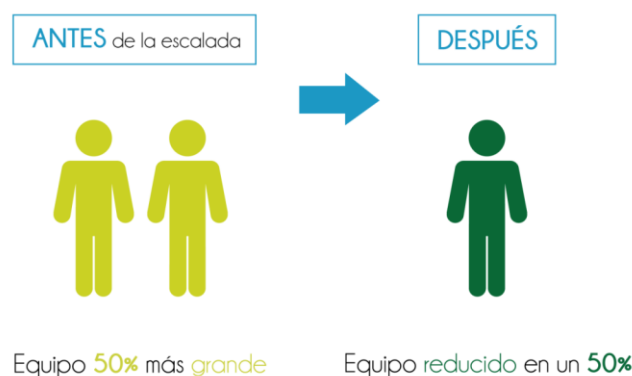 ANTES de la escalada
DESPUÉS
Equipo 50% más grande
Equipo reducido en un 50%